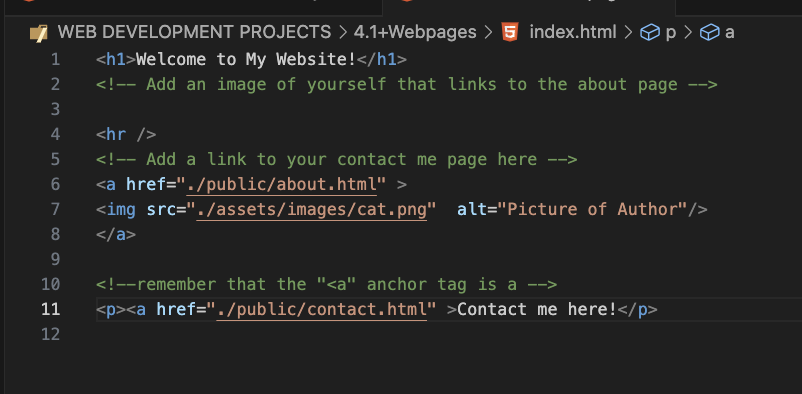 WEB DEVELOPMENT PROJECTS > 4.1+Webpages > index.html > p > a
1 <h1>Welcome to My Website!</h1>
2 <!-- Add an image of yourself that links to the about page -->
3
4 <hr />
5 <!-- Add a link to your contact me page here -->
6 <a href="./public/about.html" >
7 <img src="./assets/images/cat.png"  alt="Picture of Author"/>
8 </a>
9
10 <!--remember that the "<a" anchor tag is a -->
11 <p><a href="./public/contact.html" >Contact me here!</p>
12